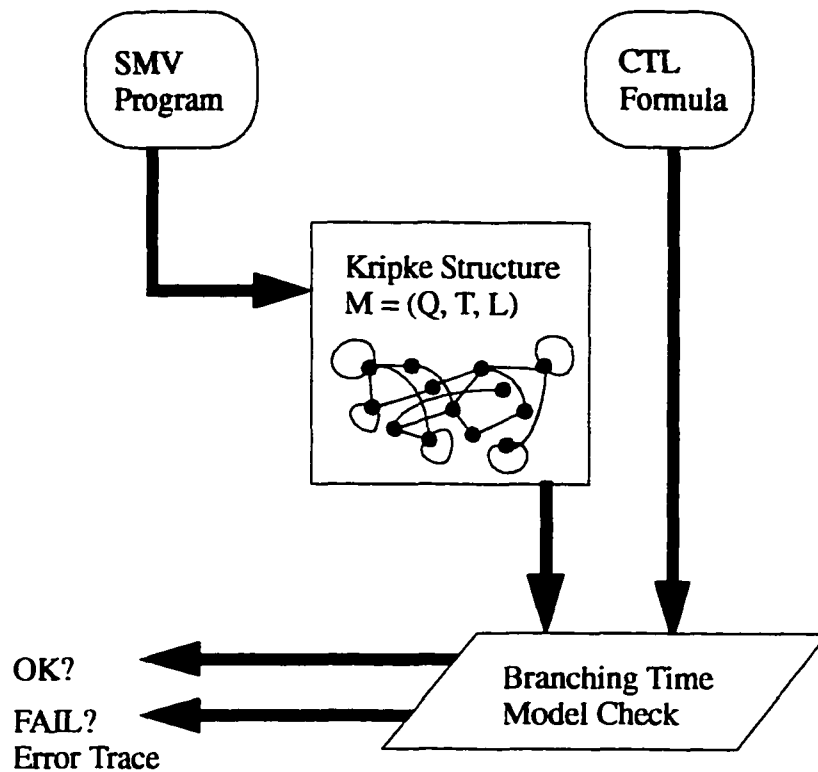 SMV
Program
CTL
Formula
Kripke Structure
M = (Q, T, L)
Branching Time
Model Check
OK?
FAIL?
Error Trace